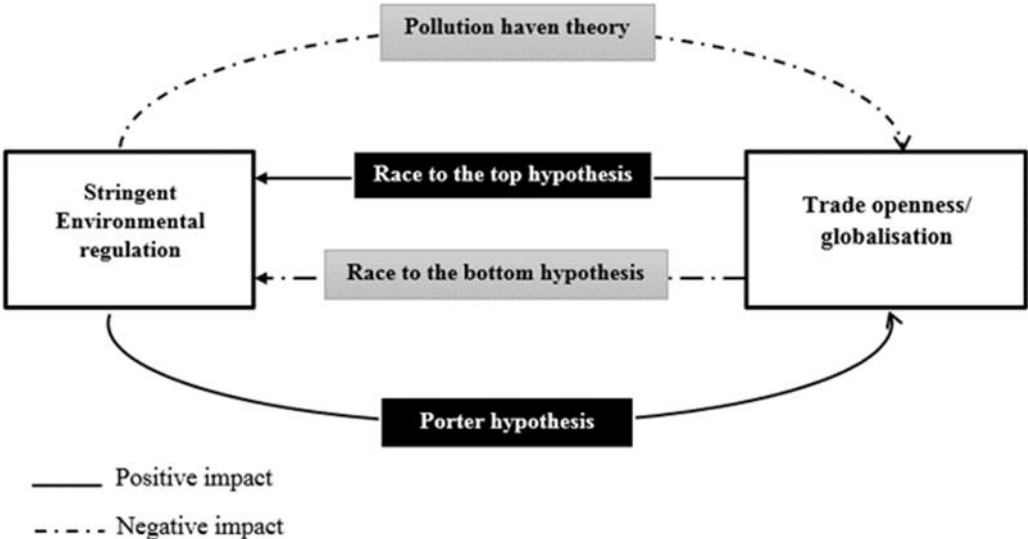 Pollution haven theory
Stringent
Environmental
regulation
Race to the top hypothesis
Trade openness/
globalisation
Race to the bottom hypothesis
Porter hypothesis
Positive impact
Negative impact